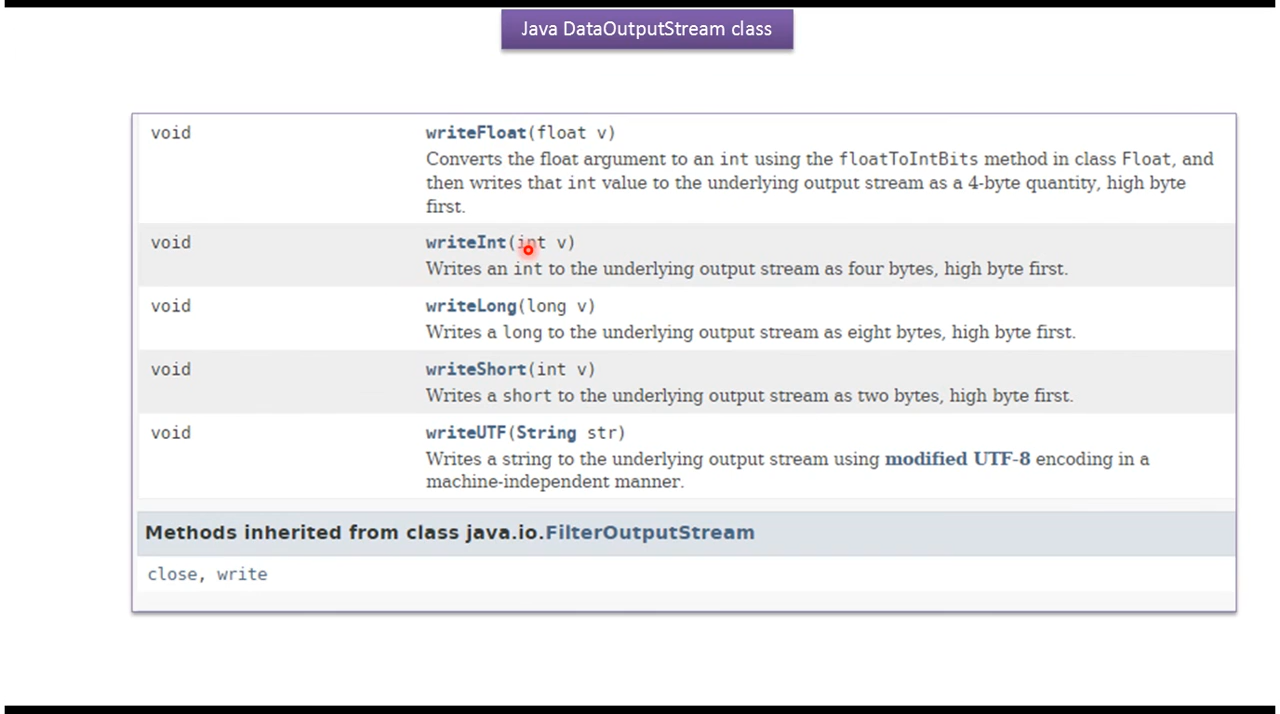 Java DataOutputStream class
void writeFloat(float v)
Converts the float argument to an int using the floatToIntBits method in class Float, and
then writes that int value to the underlying output stream as a 4-byte quantity, high byte
first.
void writeInt(int v)
Writes an int to the underlying output stream as four bytes, high byte first.
void writeLong(long v)
Writes a long to the underlying output stream as eight bytes, high byte first.
void writeShort(int v)
Writes a short to the underlying output stream as two bytes, high byte first.
void writeUTF(String str)
Writes a string to the underlying output stream using modified UTF-8 encoding in a
machine-independent manner.
Methods inherited from class java.io.FilterOutputStream
close, write